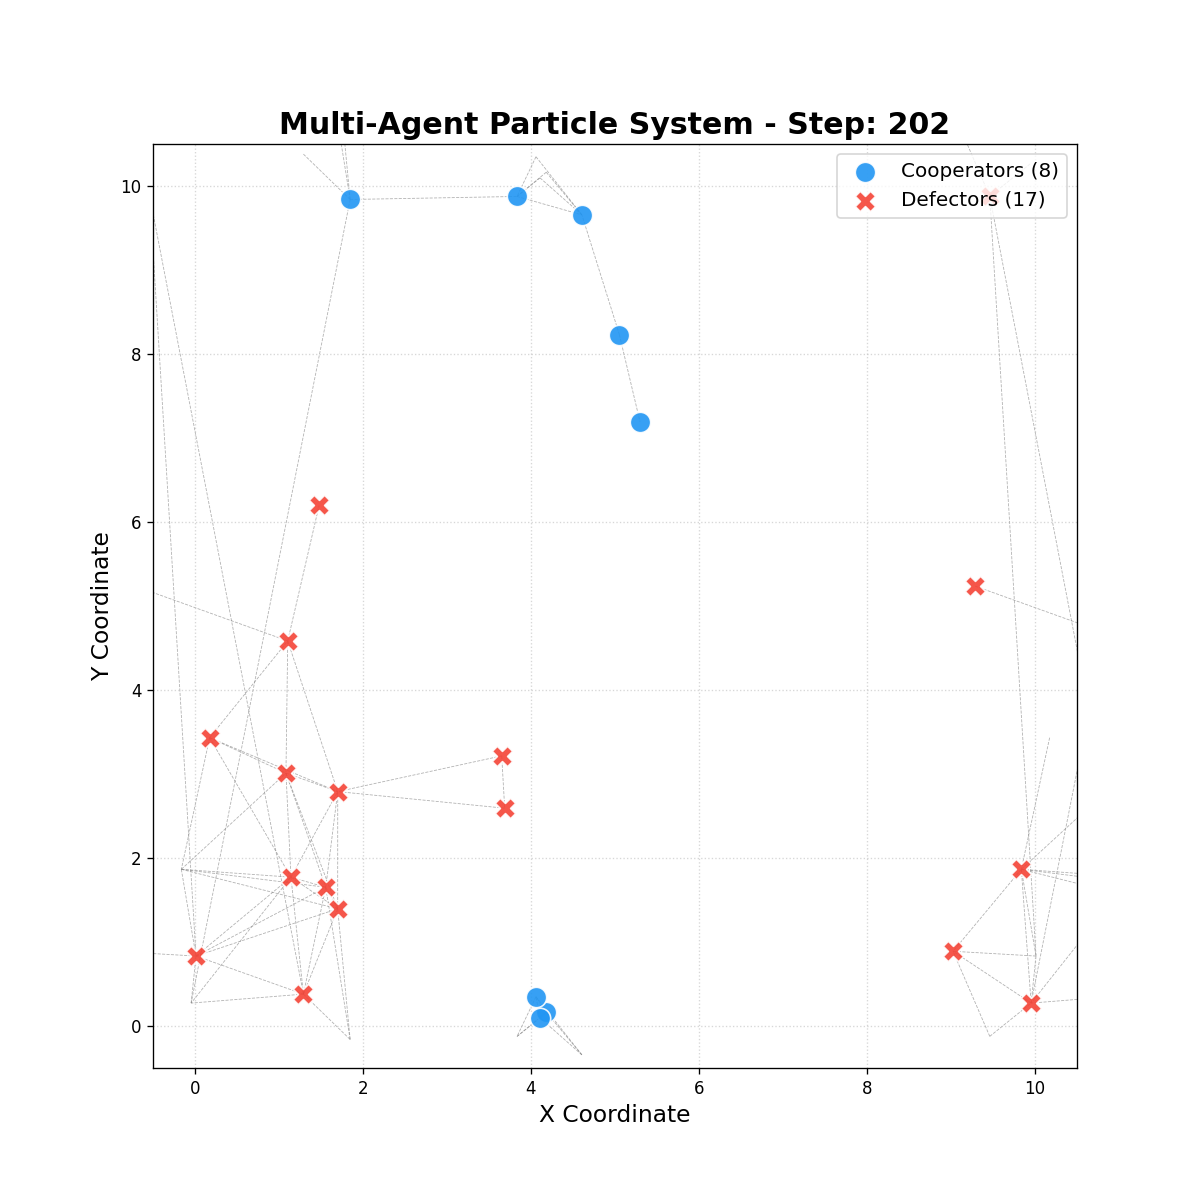 Multi-Agent Particle System - Step: 202
Cooperators (8)
Defectors (17)
Y Coordinate
10
8
6
4
2
0
0 2 4 6 8 10
X Coordinate